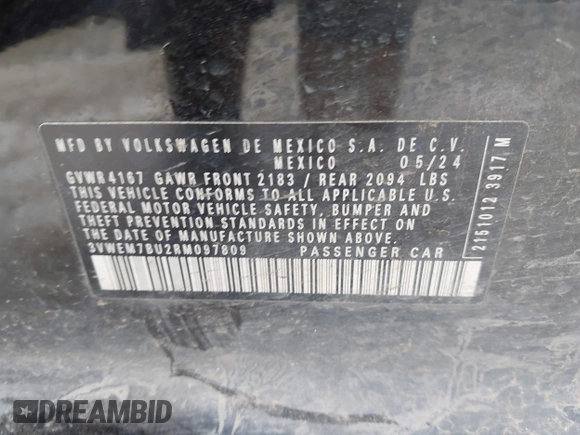 MFD BY VOLKSWAGEN DE MEXICO S.A. DE C.V.
MEXICO 05/24
GVWR 4167 GAWR FRONT 2183 / REAR 2094 LBS
THIS VEHICLE CONFORMS TO ALL APPLICABLE U.S.
FEDERAL MOTOR VEHICLE SAFETY, BUMPER AND
THEFT PREVENTION STANDARDS IN EFFECT ON THE
DATE OF MANUFACTURE SHOWN ABOVE.
3VWEM7BU2RM097809 PASSENGER CAR
2151012 3917 M
DREAMBID